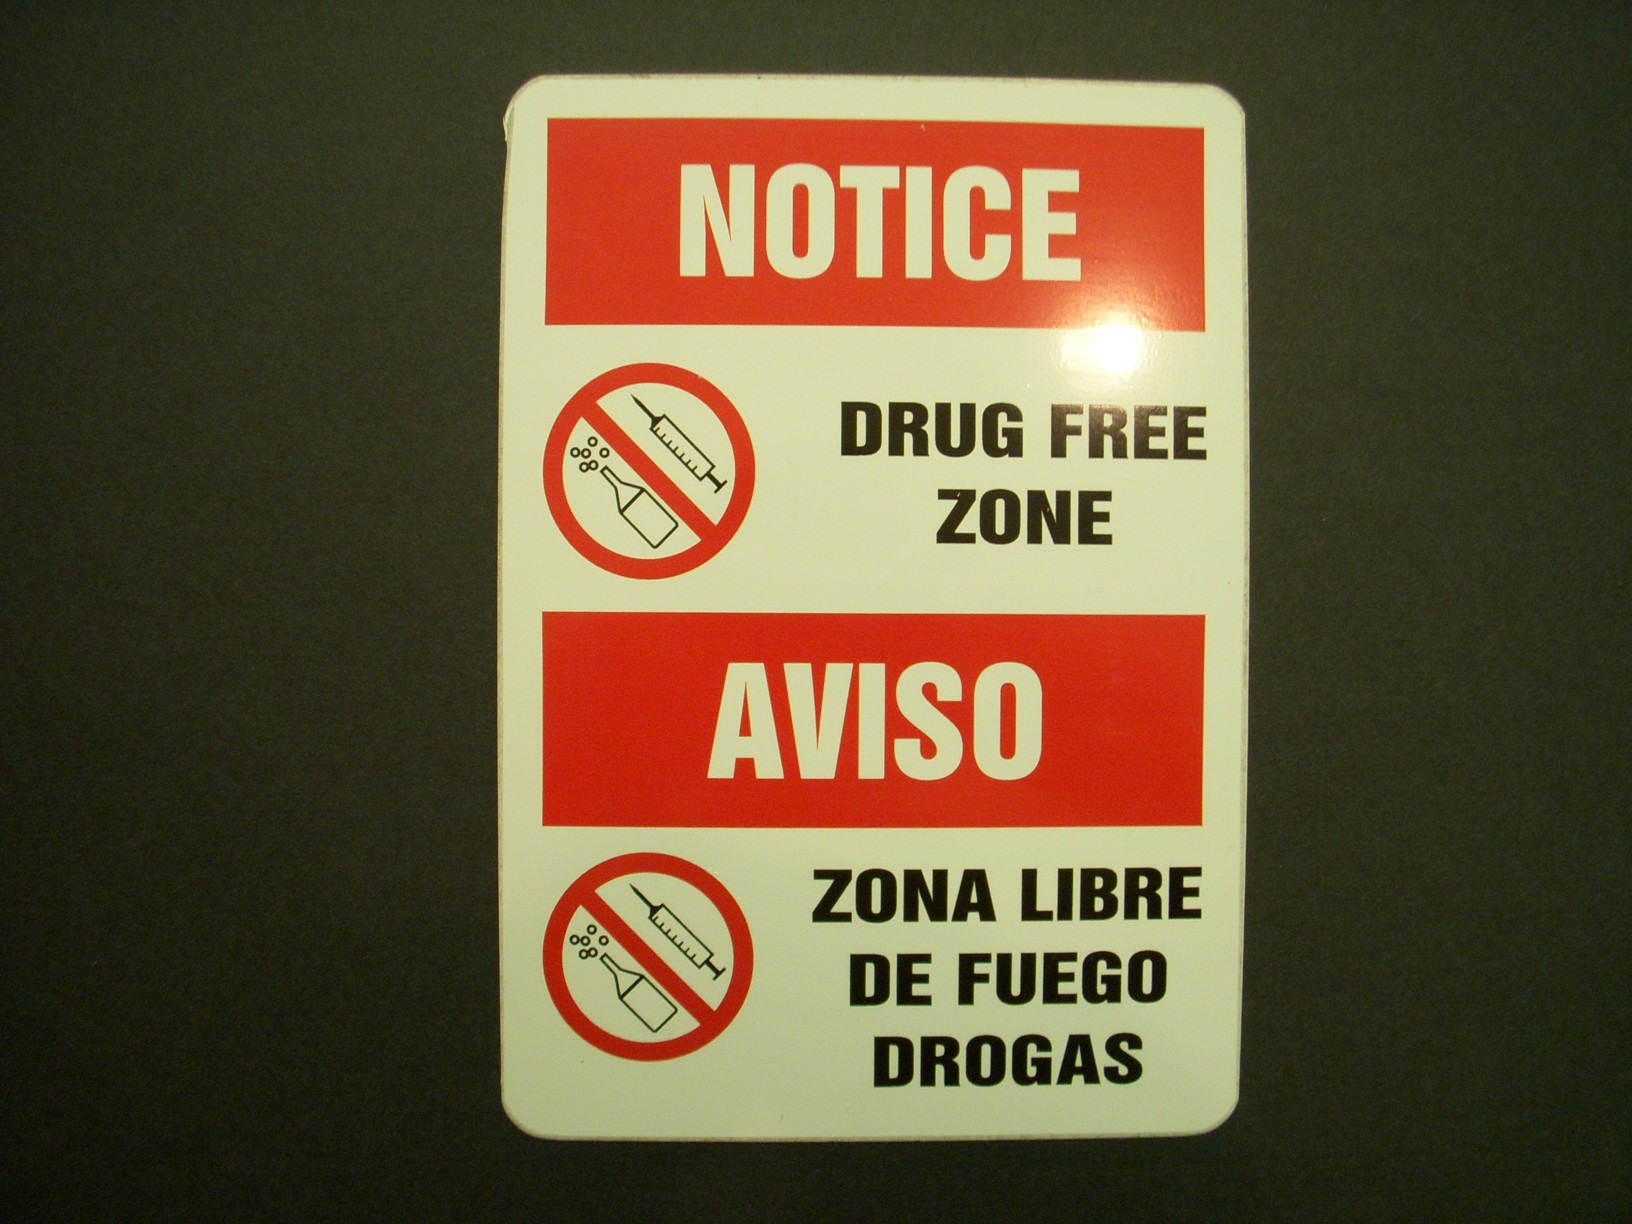 NOTICE
DRUG FREE
ZONE
AVISO
ZONA LIBRE
DE FUEGO
DROGAS